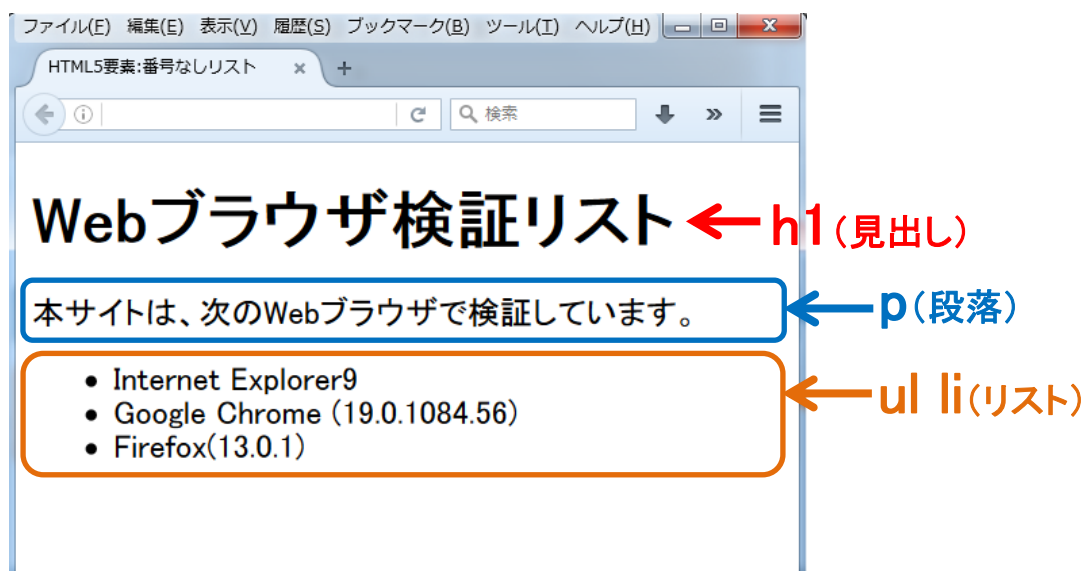 ファイル(F) 編集(E) 表示(V) 履歴(S) ブックマーク(B) ツール(T) ヘルプ(H)
HTML5要素:番号なしリスト
検索
Webブラウザ検証リスト
h1(見出し)
本サイトは、次のWebブラウザで検証しています。
p(段落)
• Internet Explorer9
• Google Chrome (19.0.1084.56)
• Firefox(13.0.1)
ul li(リスト)